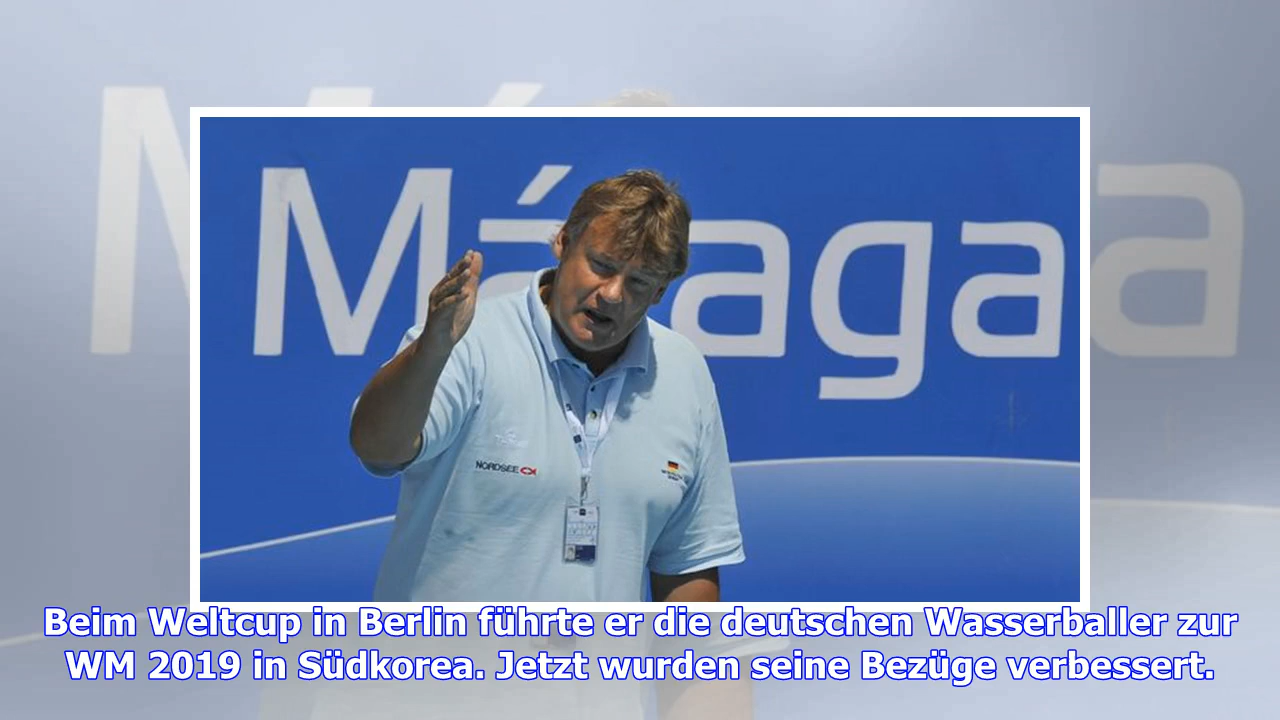 Málaga
NORDSEE
Beim Weltcup in Berlin führte er die deutschen Wasserballer zur
WM 2019 in Südkorea. Jetzt wurden seine Bezüge verbessert.